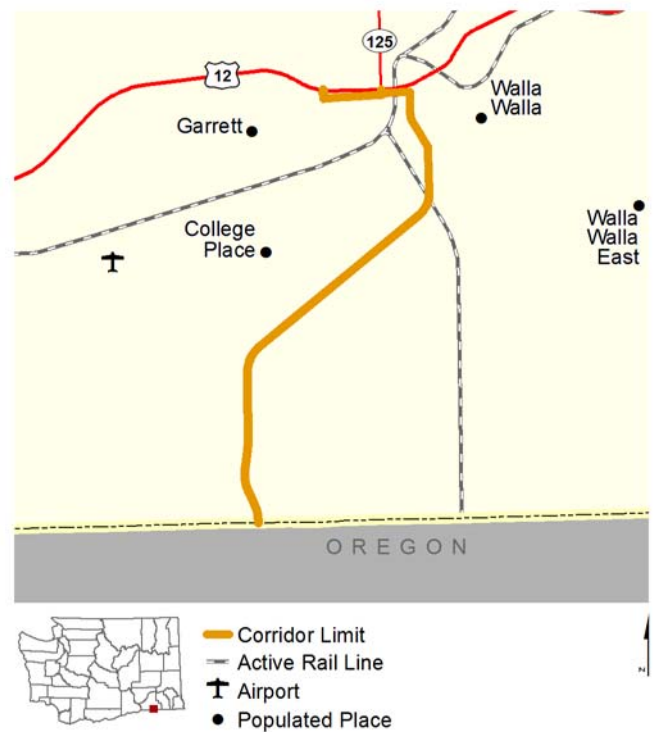 125
12
Walla
Walla
Garrett
College
Place
Walla
Walla
East
OREGON
Corridor Limit
Active Rail Line
Airport
Populated Place
N